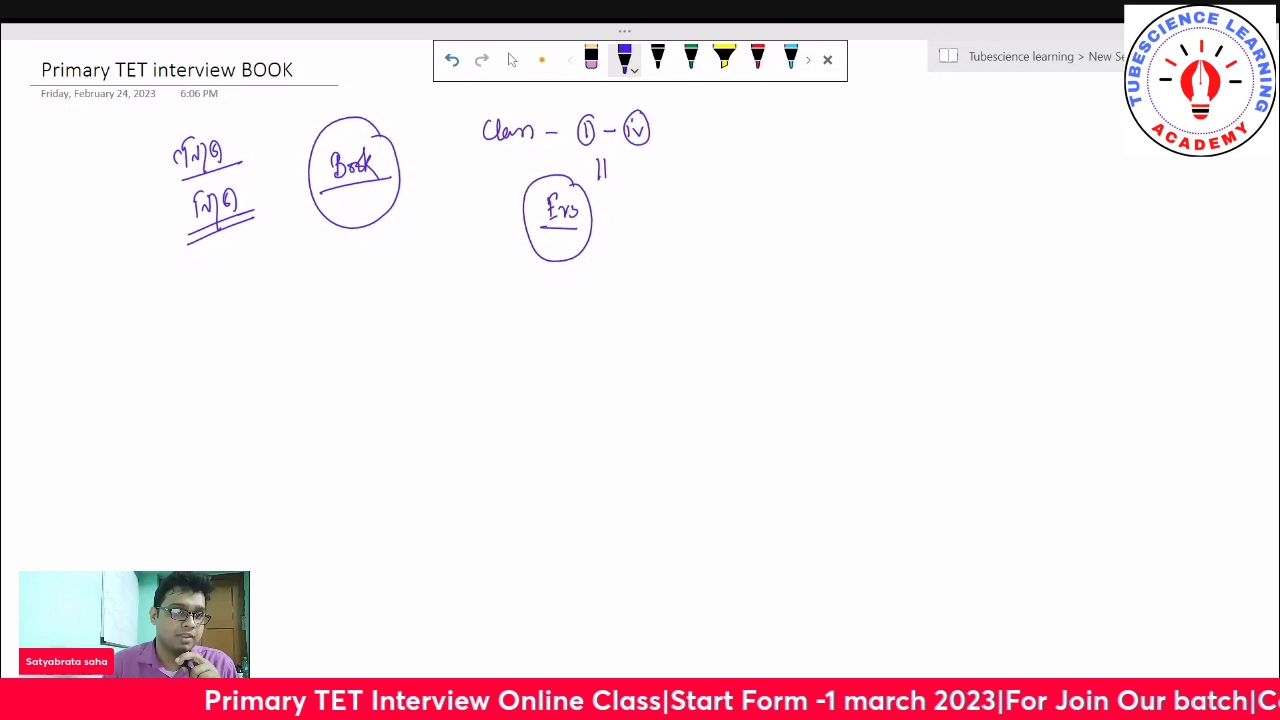 Primary TET interview BOOK
Friday, February 24, 2023 6:06 PM
Tubescience learning > New Se
TUBESCIENCE LEARNING
ACADEMY
Book
Class - i - iv
Evs
Satyabrata saha
Primary TET Interview Online Class|Start Form -1 march 2023|For Join Our batch|C